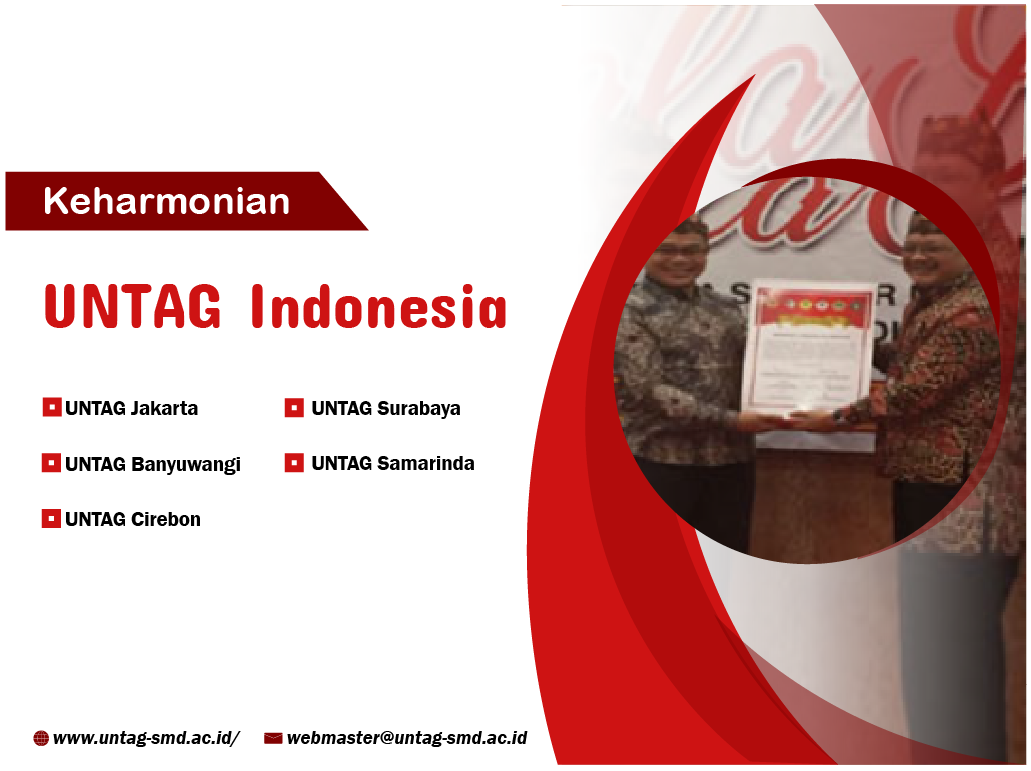 Keharmonian
UNTAG Indonesia
UNTAG Jakarta
UNTAG Surabaya
UNTAG Banyuwangi
UNTAG Samarinda
UNTAG Cirebon
www.untag-smd.ac.id/
webmaster@untag-smd.ac.id